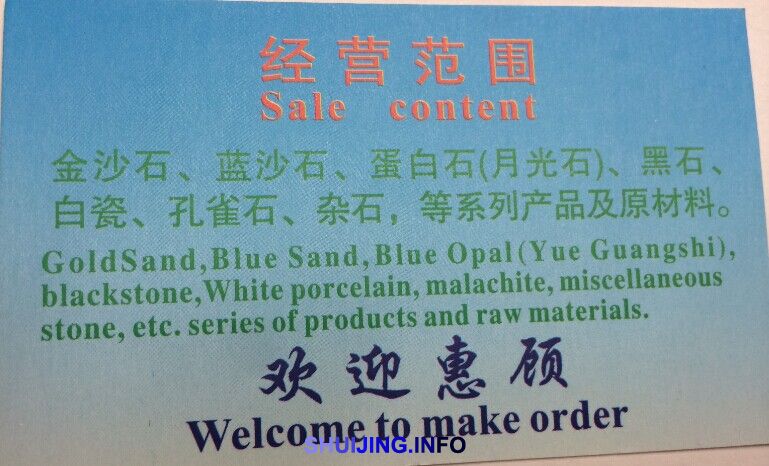 经营范围
Sale content
金沙石、蓝沙石、蛋白石(月光石)、黑石、
白瓷、孔雀石、杂石，等系列产品及原材料。
GoldSand,Blue Sand,Blue Opal(Yue Guangshi),
blackstone,White porcelain, malachite, miscellaneous
stone, etc. series of products and raw materials.
欢迎惠顾
Welcome to make order
SHUIJING.INFO